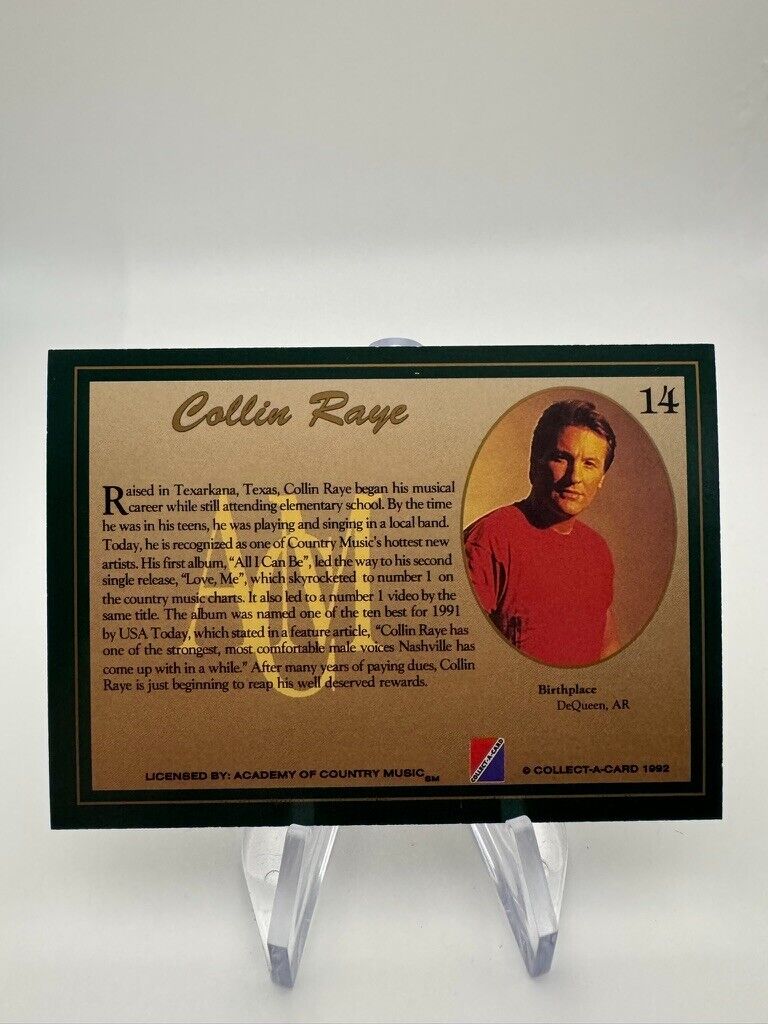 Collin Raye
14
Raised in Texarkana, Texas, Collin Raye began his musical
career while still attending elementary school. By the time
he was in his teens, he was playing and singing in a local band.
Today, he is recognized as one of Country Music's hottest new
artists. His first album, "All I Can Be", led the way to his second
single release, "Love, Me", which skyrocketed to number 1 on
the country music charts. It also led to a number 1 video by the
same title. The album was named one of the ten best for 1991
by USA Today, which stated in a feature article, "Collin Raye has
one of the strongest, most comfortable male voices Nashville has
come up with in a while." After many years of paying dues, Collin
Raye is just beginning to reap his well deserved rewards.
Birthplace
DeQueen, AR
LICENSED BY: ACADEMY OF COUNTRY MUSIC SM
COLLECT-A-CARD
© COLLECT-A-CARD 1992